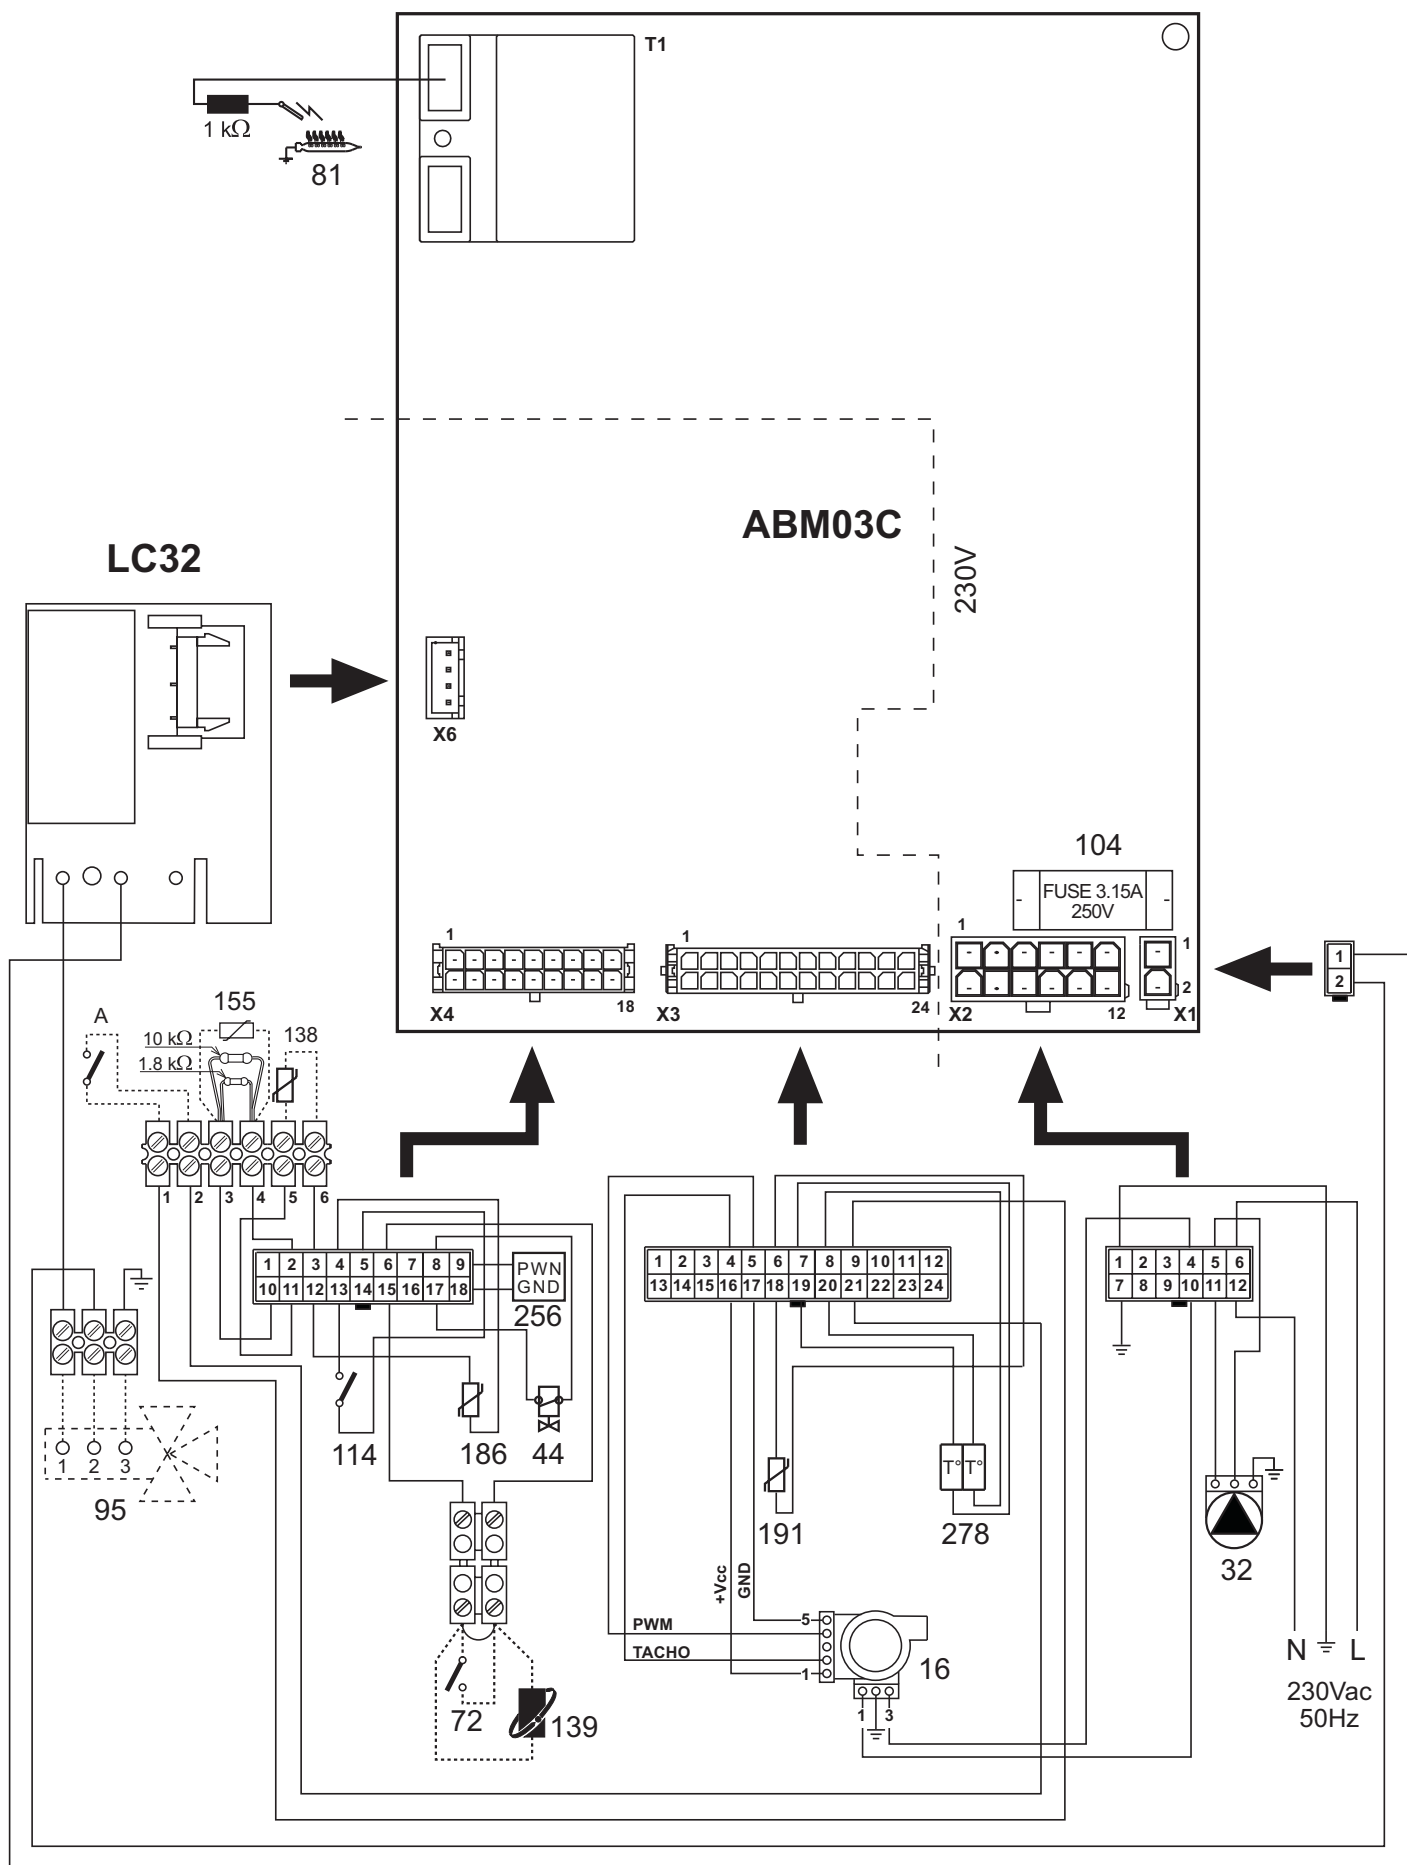 T1
1 kΩ
81
ABM03C
230V
LC32
X6
104
FUSE 3.15A
250V
1
1
1
1
X4
18
X3
24
X2
12
2
X1
1
2
A
155
10 kΩ
1.8 kΩ
138
1 2 3 4 5 6
1 2 3 4 5 6 7 8 9
10 11 12 13 14 15 16 17 18
PWN
GND
256
1 2 3 4 5 6 7 8 9 10 11 12
13 14 15 16 17 18 19 20 21 22 23 24
1 2 3 4 5 6
7 8 9 10 11 12
114
186
44
1 2 3
95
191
T° T°
278
32
+Vcc
GND
PWM
TACHO
5
1
16
1 3
72
139
N L
230Vac
50Hz